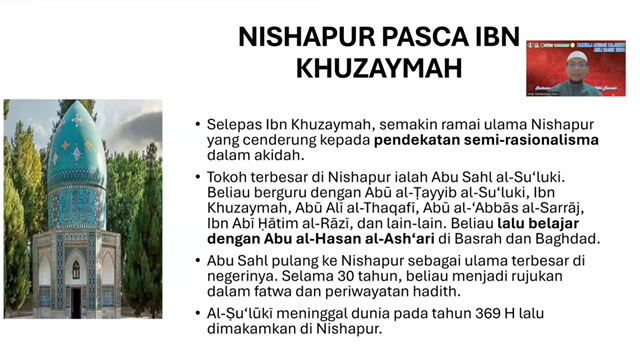 NISHAPUR PASCA IBN
KHUZAYMAH
• Selepas Ibn Khuzaymah, semakin ramai ulama Nishapur
yang cenderung kepada pendekatan semi-rasionalisma
dalam akidah.
• Tokoh terbesar di Nishapur ialah Abu Sahl al-Su‘luki.
Beliau berguru dengan Abū al-Ṭayyib al-Su‘luki, Ibn
Khuzaymah, Abū Alī al-Thaqafī, Abū al-‘Abbās al-Sarrāj,
Ibn Abī Ḥātim al-Rāzī, dan lain-lain. Beliau lalu belajar
dengan Abu al-Hasan al-Ash‘ari di Basrah dan Baghdad.
• Abu Sahl pulang ke Nishapur sebagai ulama terbesar di
negerinya. Selama 30 tahun, beliau menjadi rujukan
dalam fatwa dan periwayatan hadith.
• Al-Ṣu‘lūkī meninggal dunia pada tahun 369 H lalu
dimakamkan di Nishapur.